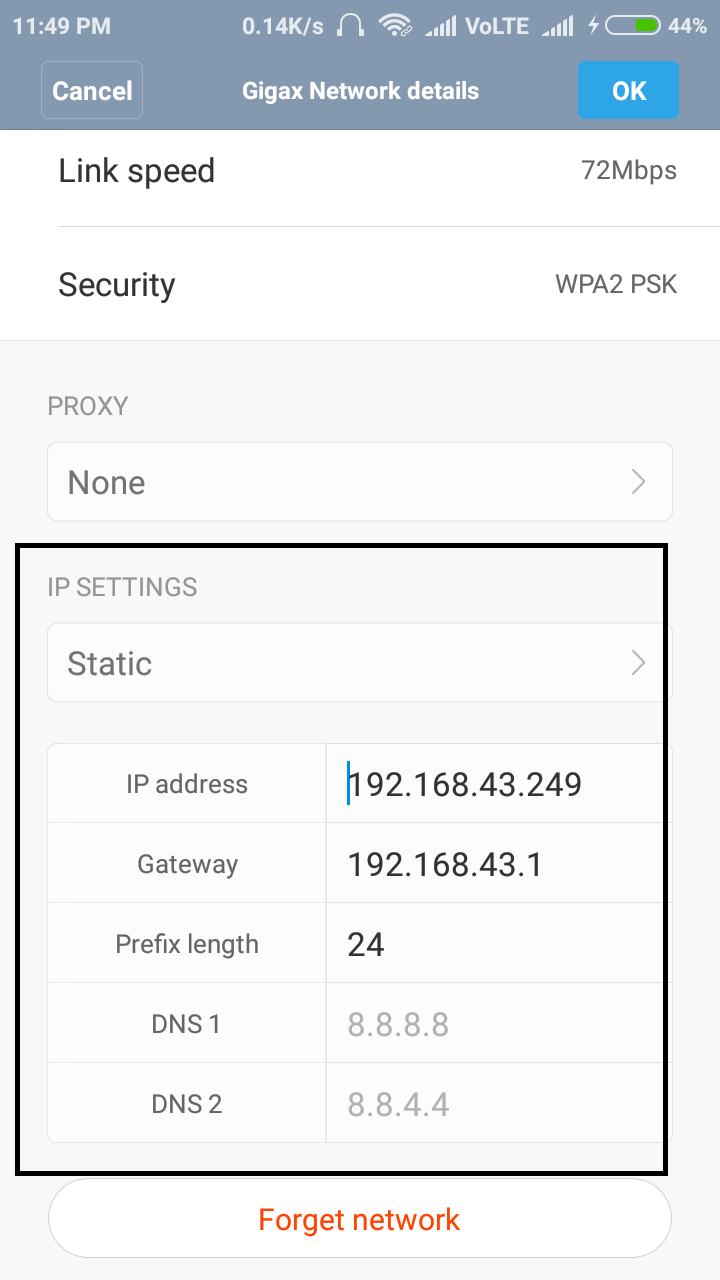 11:49 PM 0.14K/s VoLTE 44%
Cancel Gigax Network details OK
Link speed 72Mbps
Security WPA2 PSK
PROXY
None
IP SETTINGS
Static
IP address 192.168.43.249
Gateway 192.168.43.1
Prefix length 24
DNS 1 8.8.8.8
DNS 2 8.8.4.4
Forget network